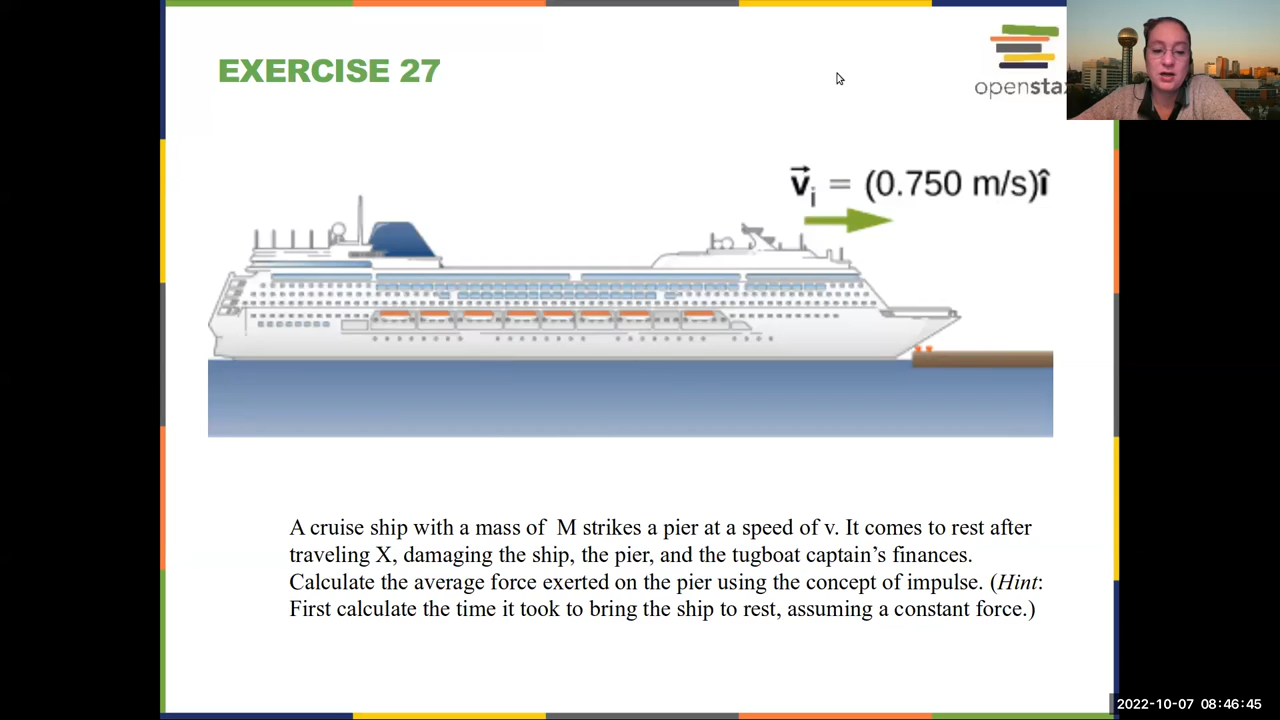 EXERCISE 27
openstax
v⃗i = (0.750 m/s)î
A cruise ship with a mass of  M strikes a pier at a speed of v. It comes to rest after
traveling X, damaging the ship, the pier, and the tugboat captain’s finances.
Calculate the average force exerted on the pier using the concept of impulse. (Hint:
First calculate the time it took to bring the ship to rest, assuming a constant force.)
2022-10-07 08:46:45